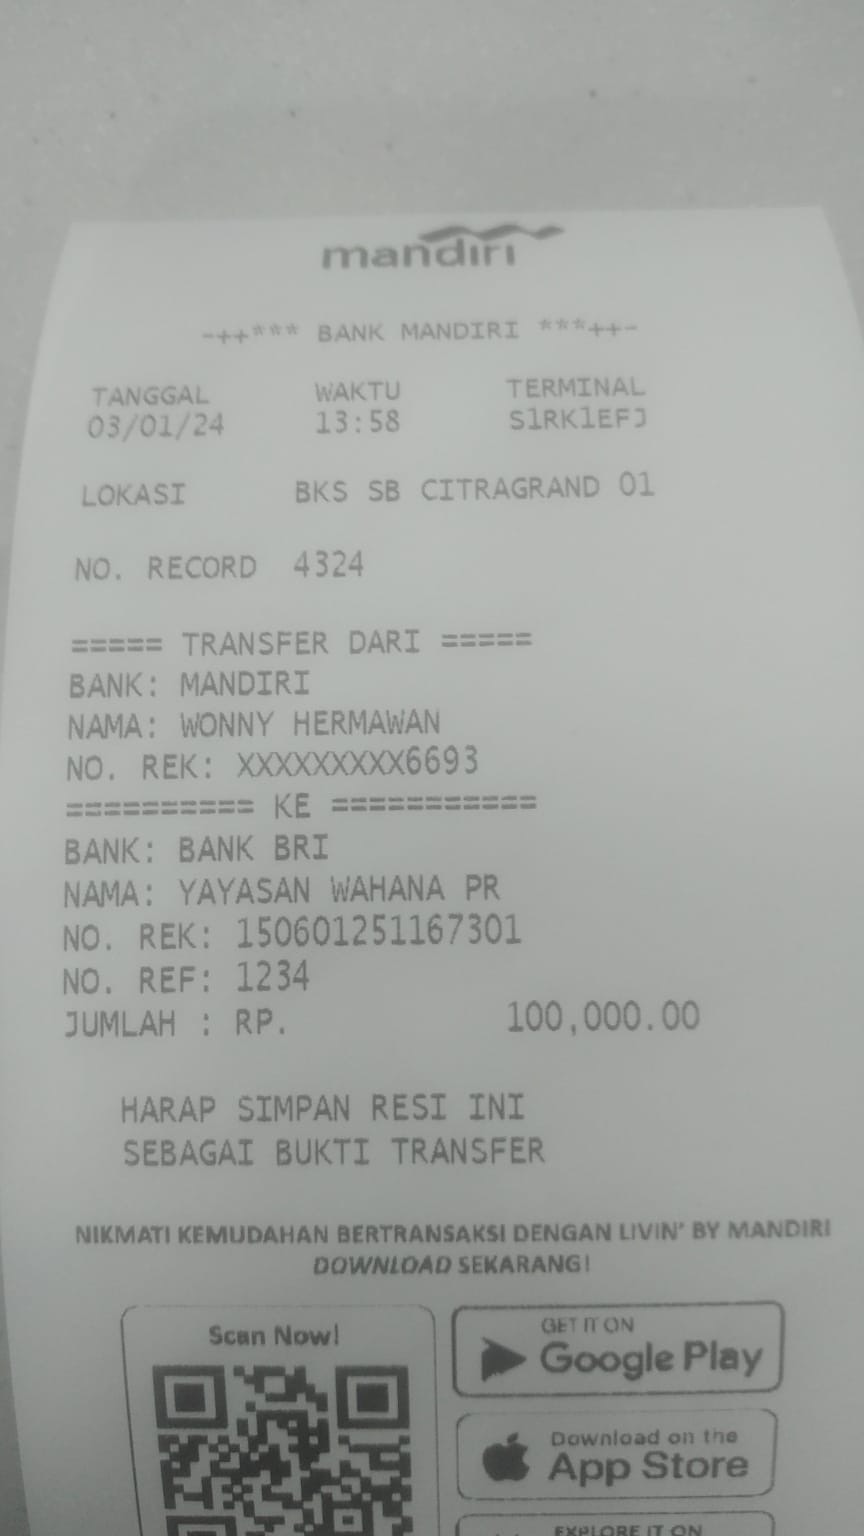 mandiri
-++*** BANK MANDIRI ***++-
TANGGAL WAKTU TERMINAL
03/01/24 13:58 S1RK1EFJ
LOKASI BKS SB CITRAGRAND 01
NO. RECORD 4324
===== TRANSFER DARI =====
BANK: MANDIRI
NAMA: WONNY HERMAWAN
NO. REK: XXXXXXXXX6693
========== KE ===========
BANK: BANK BRI
NAMA: YAYASAN WAHANA PR
NO. REK: 150601251167301
NO. REF: 1234
JUMLAH : RP. 100,000.00
HARAP SIMPAN RESI INI
SEBAGAI BUKTI TRANSFER
NIKMATI KEMUDAHAN BERTRANSAKSI DENGAN LIVIN' BY MANDIRI
DOWNLOAD SEKARANG!
Scan Now!
GET IT ON
Google Play
Download on the
App Store
EXPLORE IT ON